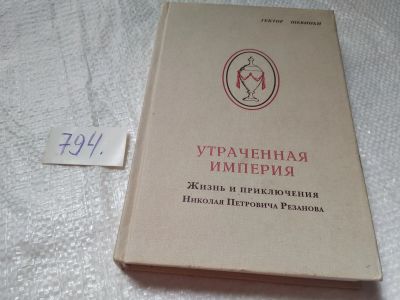 ГЕКТОР ШЕВИНЬИ
УТРАЧЕННАЯ
ИМПЕРИЯ
ЖИЗНЬ И ПРИКЛЮЧЕНИЯ
НИКОЛАЯ ПЕТРОВИЧА РЕЗАНОВА
794.